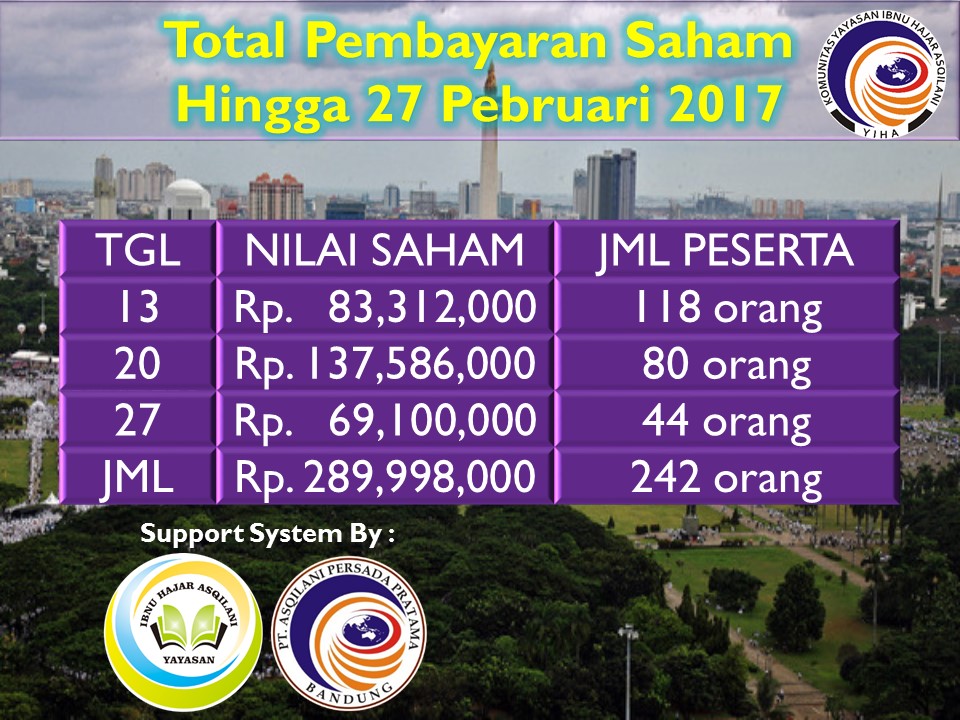 Total Pembayaran Saham
Hingga 27 Pebruari 2017
KOMUNITAS YAYASAN IBNU HAJAR ASQILANI
YIHA
TGL NILAI SAHAM JML PESERTA
13 Rp. 83,312,000 118 orang
20 Rp. 137,586,000 80 orang
27 Rp. 69,100,000 44 orang
JML Rp. 289,998,000 242 orang
Support System By :
IBNU HAJAR ASQILANI
YAYASAN
PT. ASQILANI PERSADA PRATAMA
BANDUNG